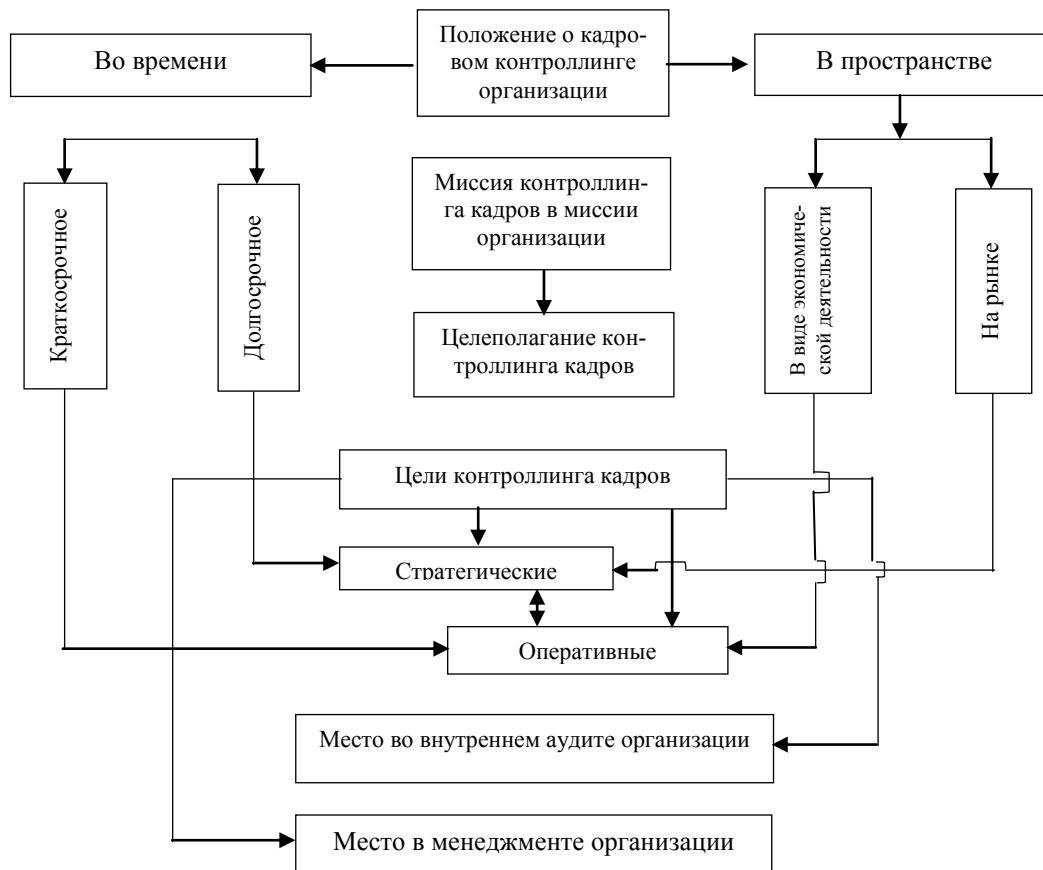 Положение о кадро-
вом контроллинге
организации
Во времени
В пространстве
Миссия контроллин-
га кадров в миссии
организации
Краткосрочное
Долгосрочное
В виде экономиче-
ской деятельности
На рынке
Целеполагание кон-
троллинга кадров
Цели контроллинга кадров
Стратегические
Оперативные
Место во внутреннем аудите организации
Место в менеджменте организации